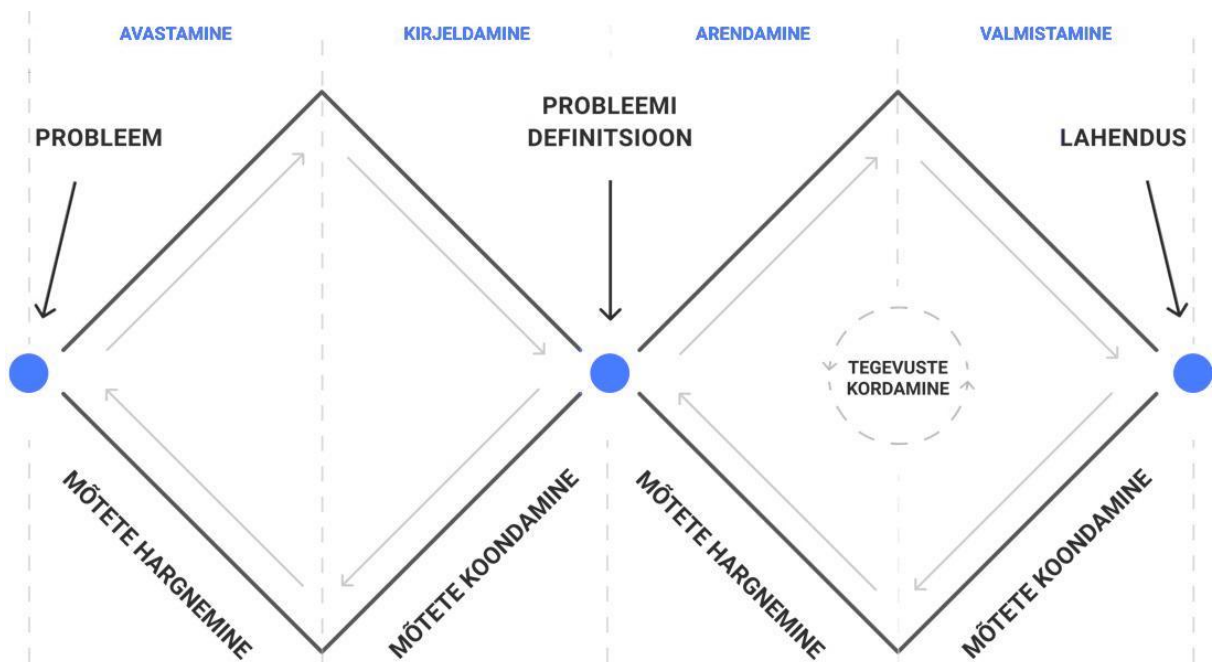 AVASTAMINE
KIRJELDAMINE
ARENDAMINE
VALMISTAMINE
PROBLEEM
PROBLEEMI
DEFINITSIOON
LAHENDUS
TEGEVUSTE
KORDAMINE
MÕTETE HARGNEMINE
MÕTETE KOONDAMINE
MÕTETE HARGNEMINE
MÕTETE KOONDAMINE